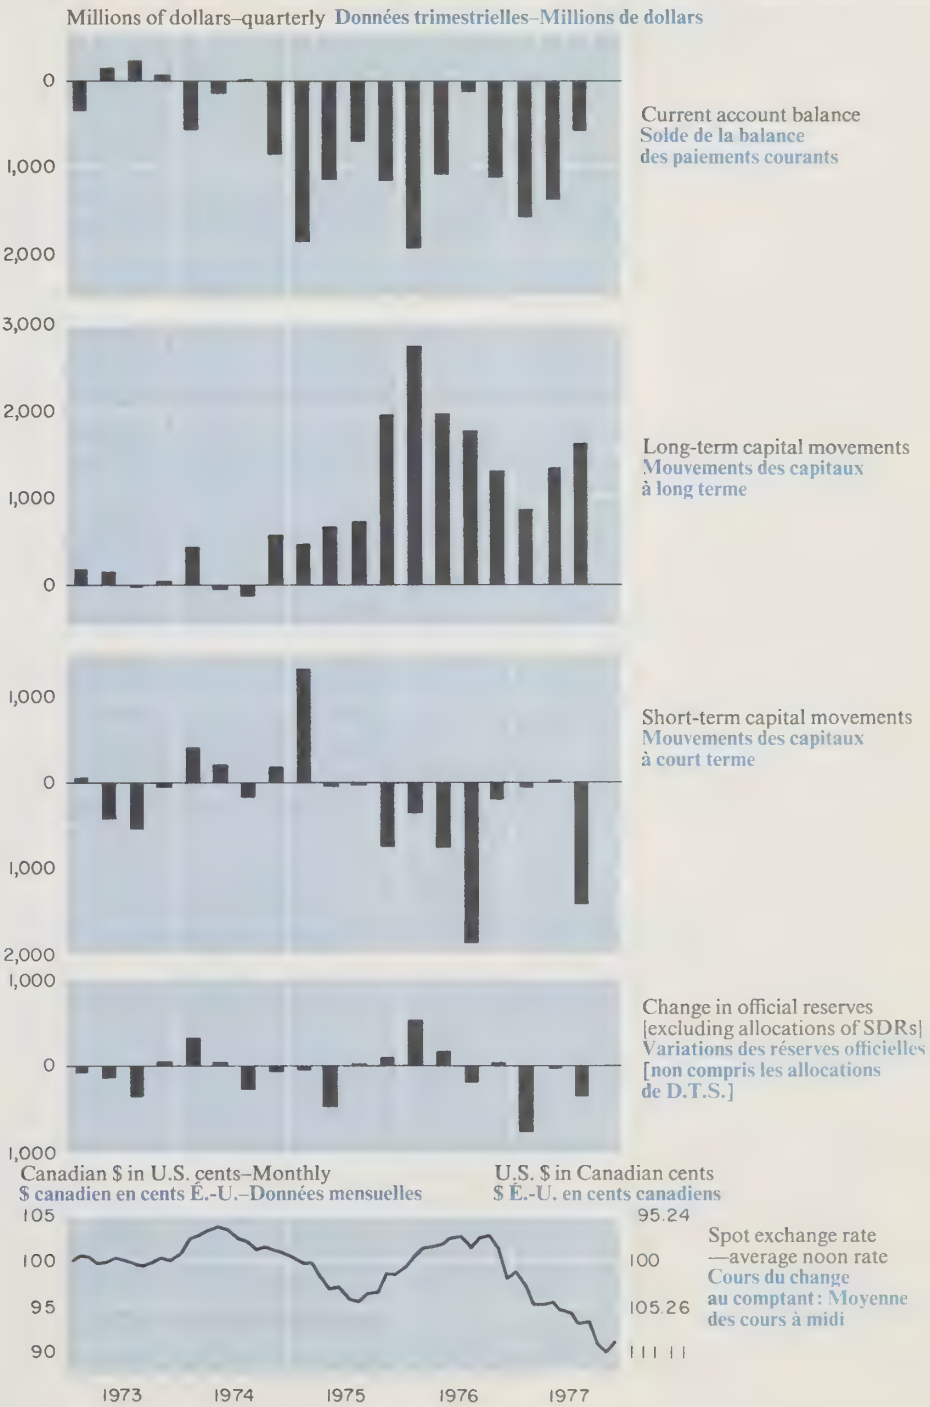 Millions of dollars–quarterly Données trimestrielles–Millions de dollars
0
1,000
2,000
Current account balance
Solde de la balance
des paiements courants
3,000
2,000
1,000
0
Long-term capital movements
Mouvements des capitaux
à long terme
1,000
0
1,000
2,000
Short-term capital movements
Mouvements des capitaux
à court terme
1,000
0
1,000
Change in official reserves
[excluding allocations of SDRs]
Variations des réserves officielles
[non compris les allocations
de D.T.S.]
Canadian $ in U.S. cents–Monthly
$ canadien en cents É.-U.–Données mensuelles
U.S. $ in Canadian cents
$ É.-U. en cents canadiens
105
100
95
90
95.24
100
105.26
111 11
Spot exchange rate
—average noon rate
Cours du change
au comptant: Moyenne
des cours à midi
1973 1974 1975 1976 1977